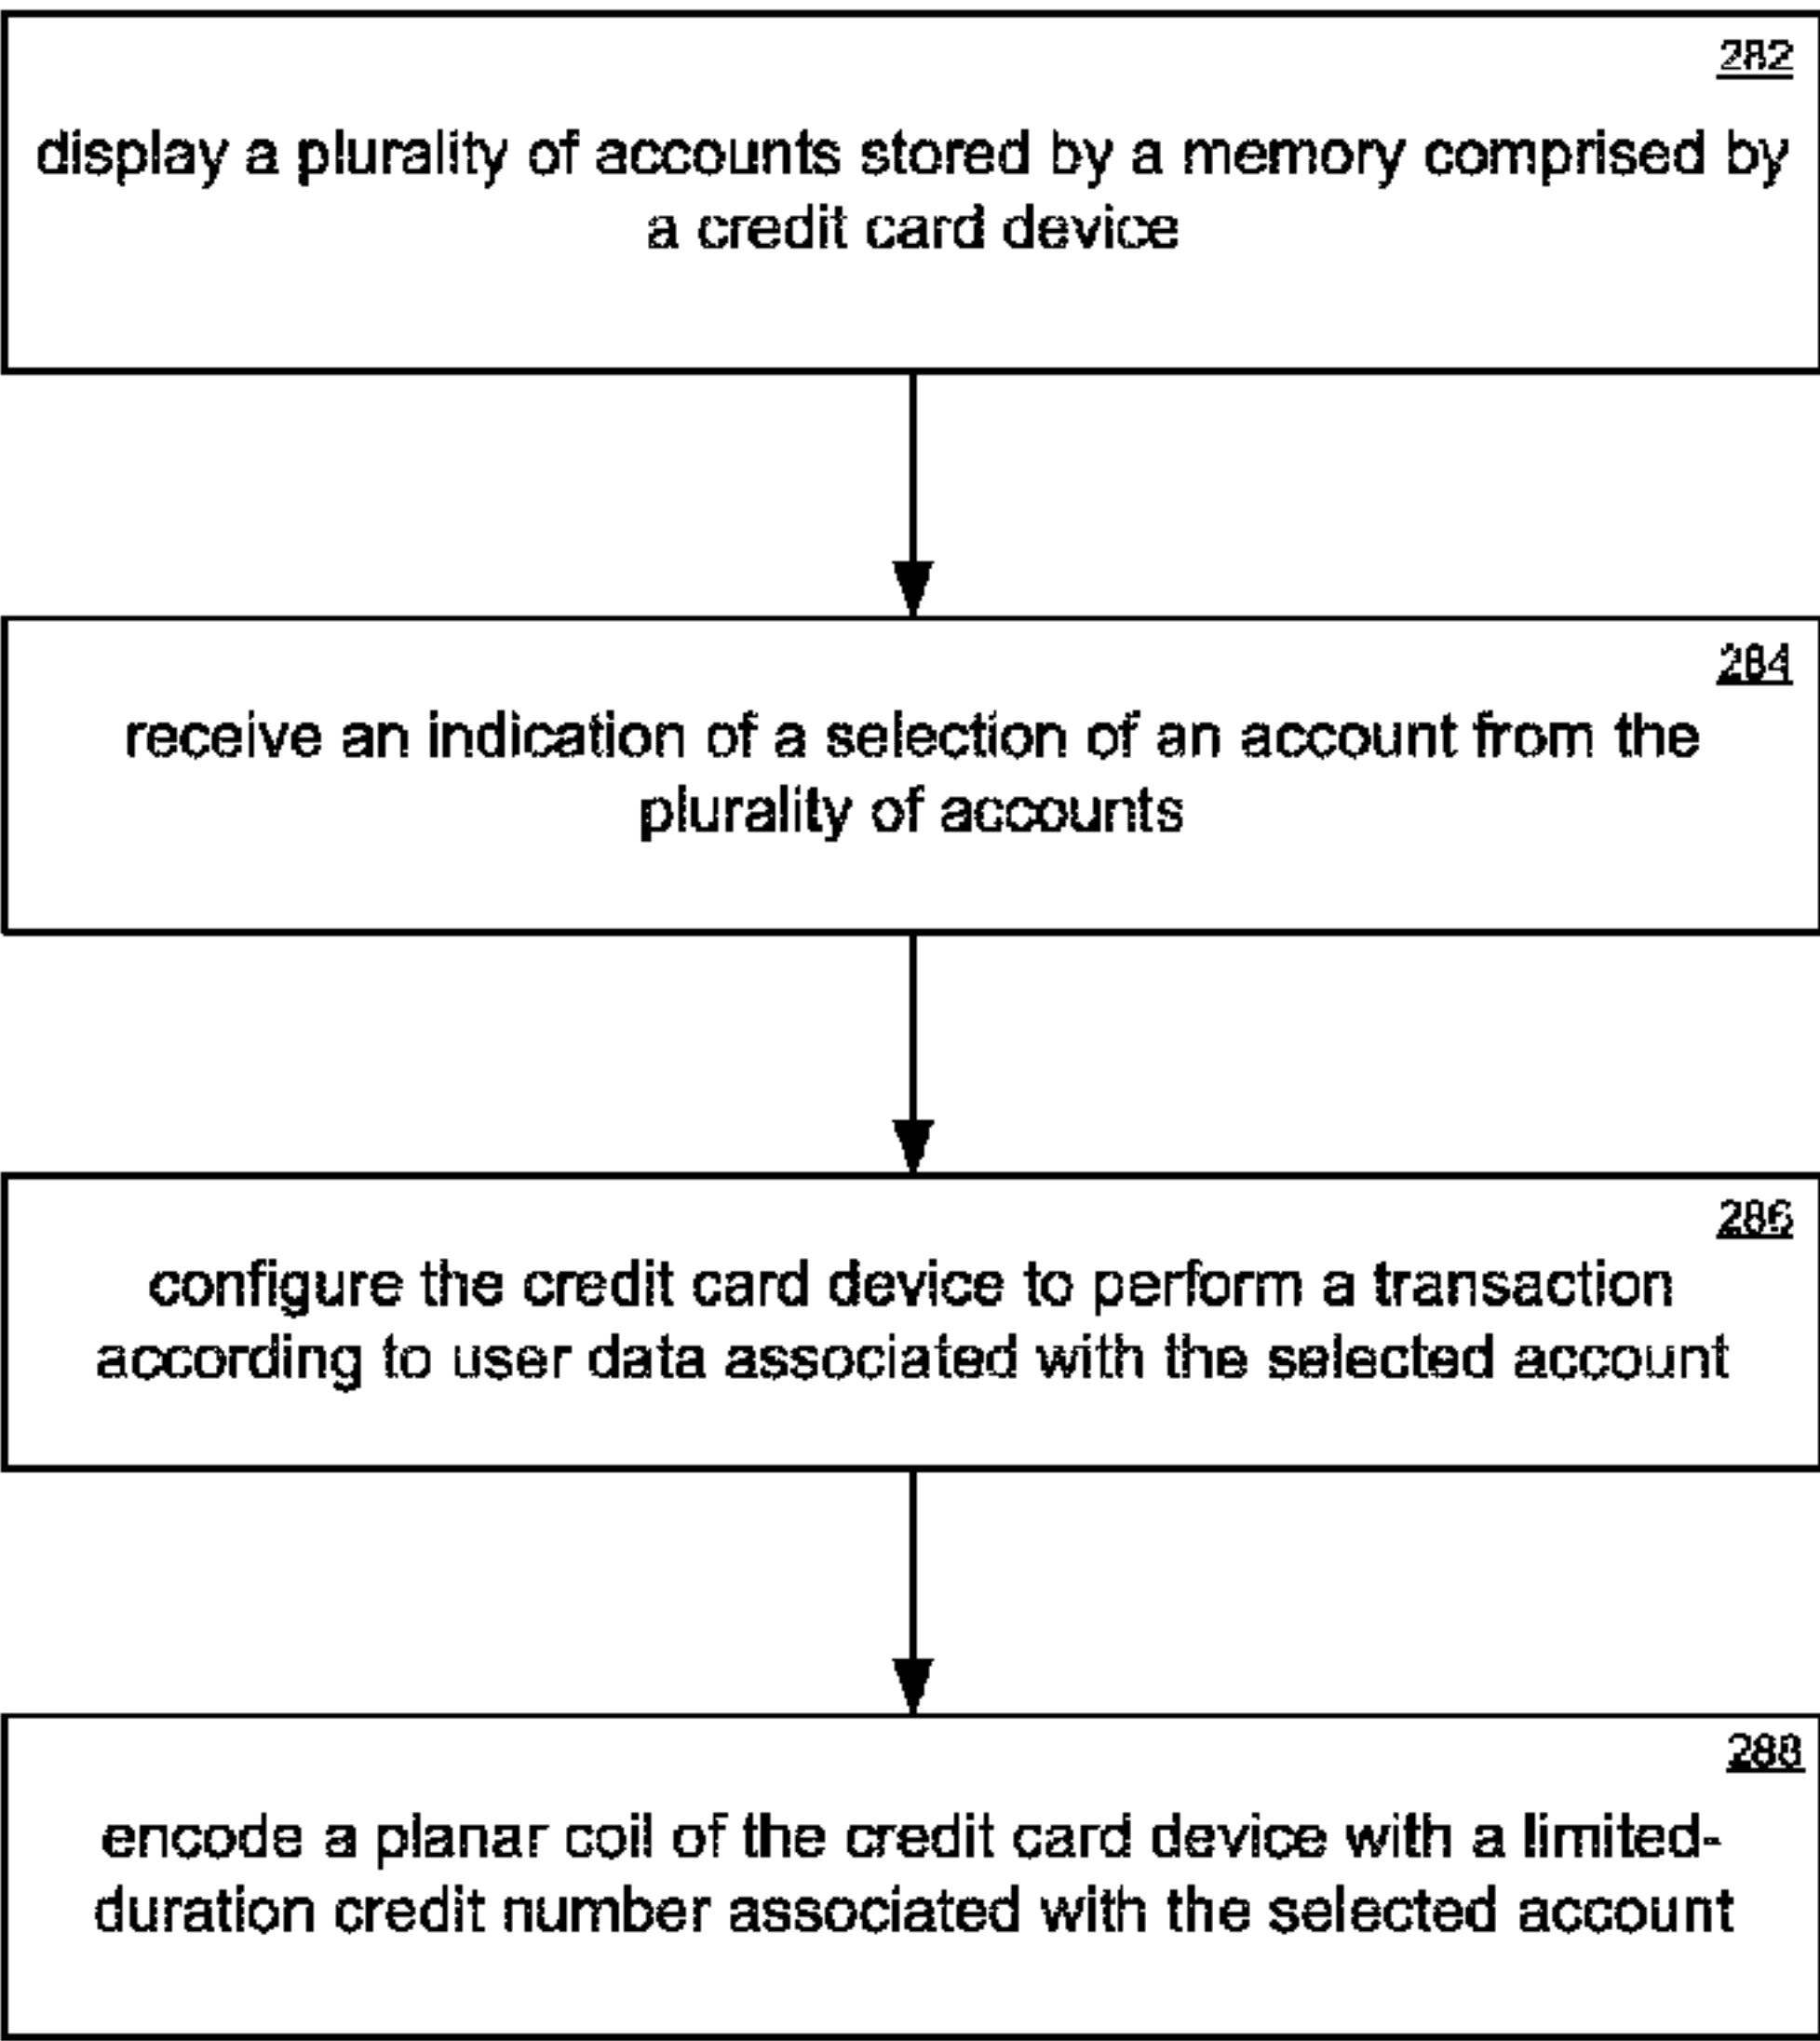 282
display a plurality of accounts stored by a memory comprised by
a credit card device
284
receive an indication of a selection of an account from the
plurality of accounts
286
configure the credit card device to perform a transaction
according to user data associated with the selected account
288
encode a planar coil of the credit card device with a limited-
duration credit number associated with the selected account